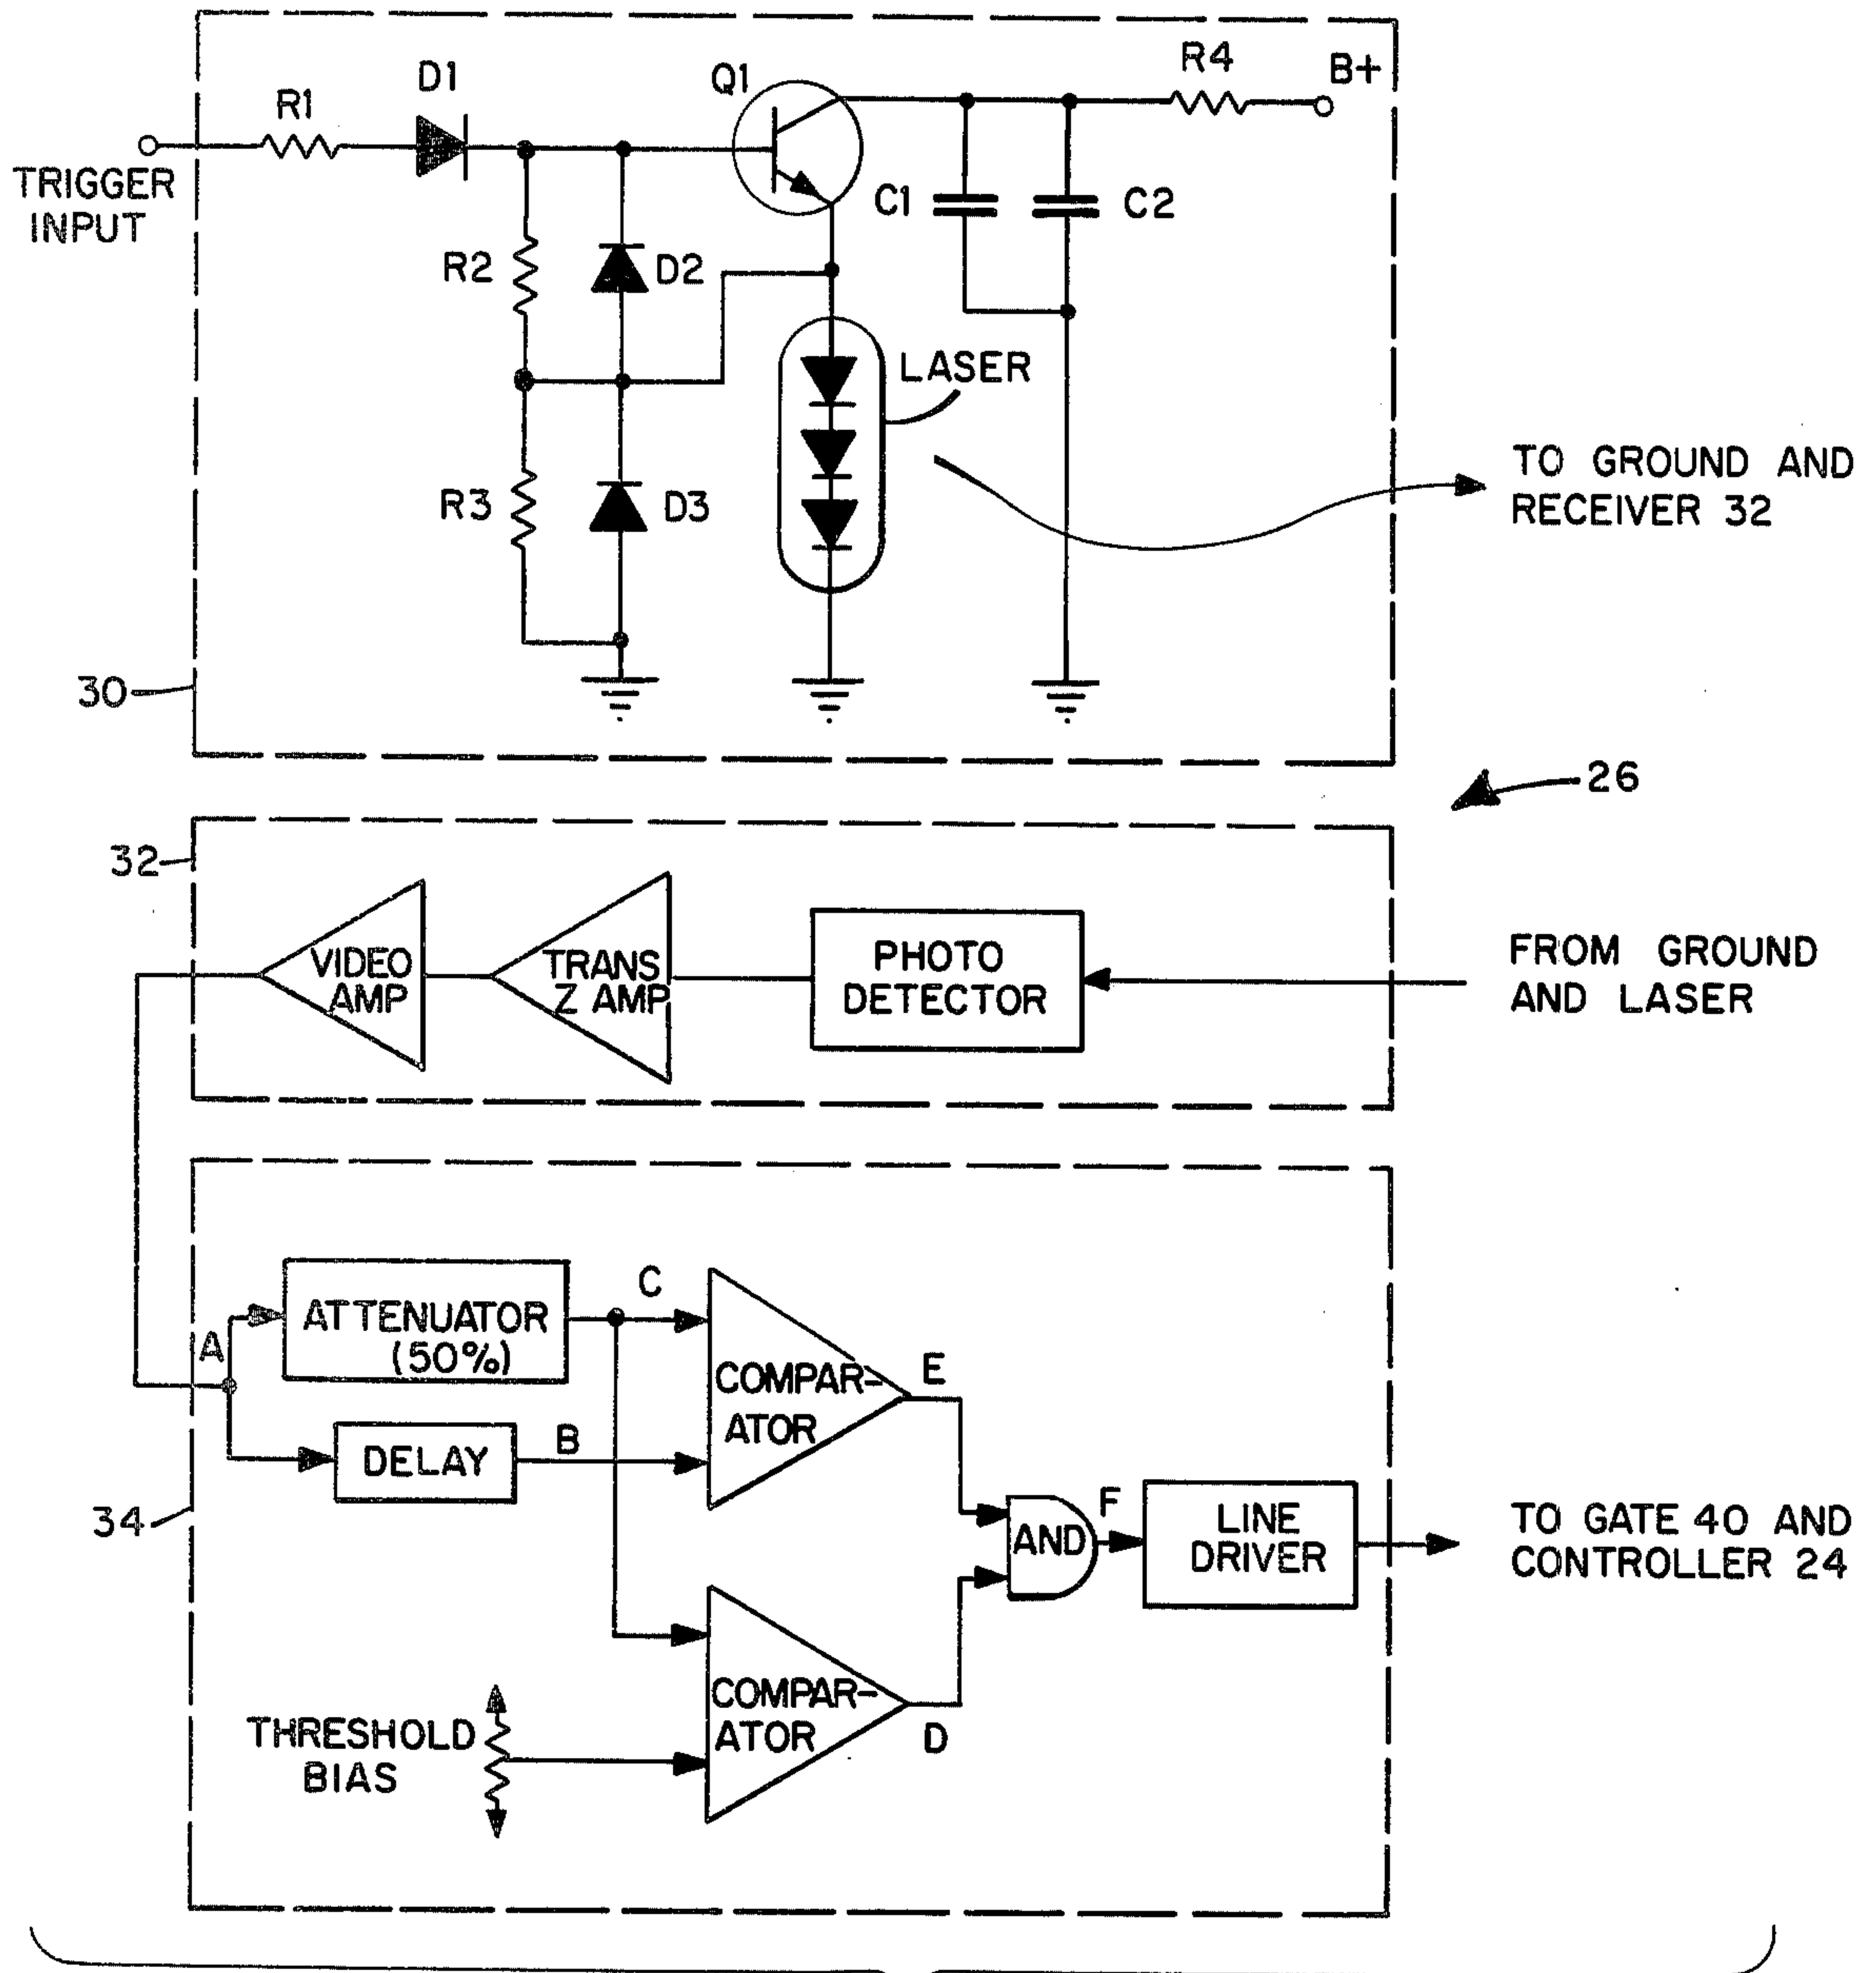 D1
Q1
R4
B+
R1
TRIGGER
INPUT
C1
C2
R2
D2
LASER
R3
D3
TO GROUND AND
RECEIVER 32
30
26
32
VIDEO
AMP
TRANS
Z AMP
PHOTO
DETECTOR
FROM GROUND
AND LASER
A
ATTENUATOR
(50%)
C
COMPAR-
ATOR
E
DELAY
B
34
AND
F
LINE
DRIVER
TO GATE 40 AND
CONTROLLER 24
THRESHOLD
BIAS
COMPAR-
ATOR
D